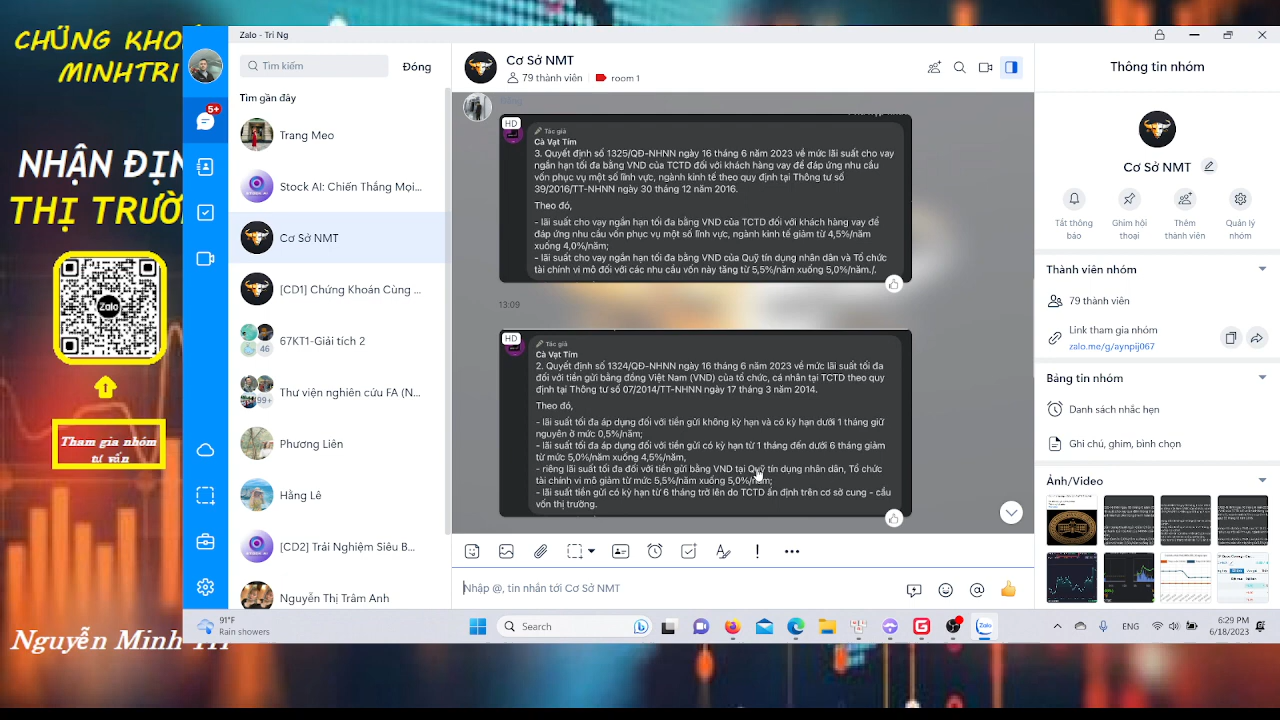 CHỨNG KHO
MINHTRI
NHẬN ĐỊN
THỊ TRƯỜ
Zalo
Tham gia nhóm
tư vấn
Nguyễn Minh Tri
Zalo - Tri Ng
5+
Tìm kiếm
Đóng
Tìm gần đây
Trang Meo
Stock AI: Chiến Thắng Mọi...
Cơ Sở NMT
[CD1] Chứng Khoán Cùng ...
67KT1-Giải tích 2
46
Thư viện nghiên cứu FA (N...
99+
Phương Liên
Hằng Lê
[CD2] Trải Nghiệm Siêu B...
Nguyễn Thị Trâm Anh
Cơ Sở NMT
79 thành viên
room 1
HD
Tác giả
Cà Vạt Tím
3. Quyết định số 1325/QĐ-NHNN ngày 16 tháng 6 năm 2023 về mức lãi suất cho vay
ngắn hạn tối đa bằng VND của TCTD đối với khách hàng vay để đáp ứng nhu cầu
vốn phục vụ một số lĩnh vực, ngành kinh tế theo quy định tại Thông tư số
39/2016/TT-NHNN ngày 30 tháng 12 năm 2016.
Theo đó,
- lãi suất cho vay ngắn hạn tối đa bằng VND của TCTD đối với khách hàng vay để
đáp ứng nhu cầu vốn phục vụ một số lĩnh vực, ngành kinh tế giảm từ 4,5%/năm
xuống 4,0%/năm;
- lãi suất cho vay ngắn hạn tối đa bằng VND của Quỹ tín dụng nhân dân và Tổ chức
tài chính vi mô đối với các nhu cầu vốn này tăng từ 5,5%/năm xuống 5,0%/năm./.
13:09
HD
Tác giả
Cà Vạt Tím
2. Quyết định số 1324/QĐ-NHNN ngày 16 tháng 6 năm 2023 về mức lãi suất tối đa
đối với tiền gửi bằng đồng Việt Nam (VND) của tổ chức, cá nhân tại TCTD theo quy
định tại Thông tư số 07/2014/TT-NHNN ngày 17 tháng 3 năm 2014.
Theo đó,
- lãi suất tối đa áp dụng đối với tiền gửi không kỳ hạn và có kỳ hạn dưới 1 tháng giữ
nguyên ở mức 0,5%/năm;
- lãi suất tối đa áp dụng đối với tiền gửi có kỳ hạn từ 1 tháng đến dưới 6 tháng giảm
từ mức 5,0%/năm xuống 4,5%/năm,
- riêng lãi suất tối đa đối với tiền gửi bằng VND tại Quỹ tín dụng nhân dân, Tổ chức
tài chính vi mô giảm từ mức 5,5%/năm xuống 5,0%/năm;
- lãi suất tiền gửi có kỳ hạn từ 6 tháng trở lên do TCTD ấn định trên cơ sở cung - cầu
vốn thị trường.
Nhập @, tin nhắn tới Cơ Sở NMT
Thông tin nhóm
Cơ Sở NMT
Tắt thông báo
Ghim hội thoại
Thêm thành viên
Quản lý nhóm
Thành viên nhóm
79 thành viên
Link tham gia nhóm
zalo.me/g/aynpij067
Bảng tin nhóm
Danh sách nhắc hẹn
Ghi chú, ghim, bình chọn
Ảnh/Video
91°F
Rain showers
Search
Zalo
ENG
6:29 PM
6/18/2023